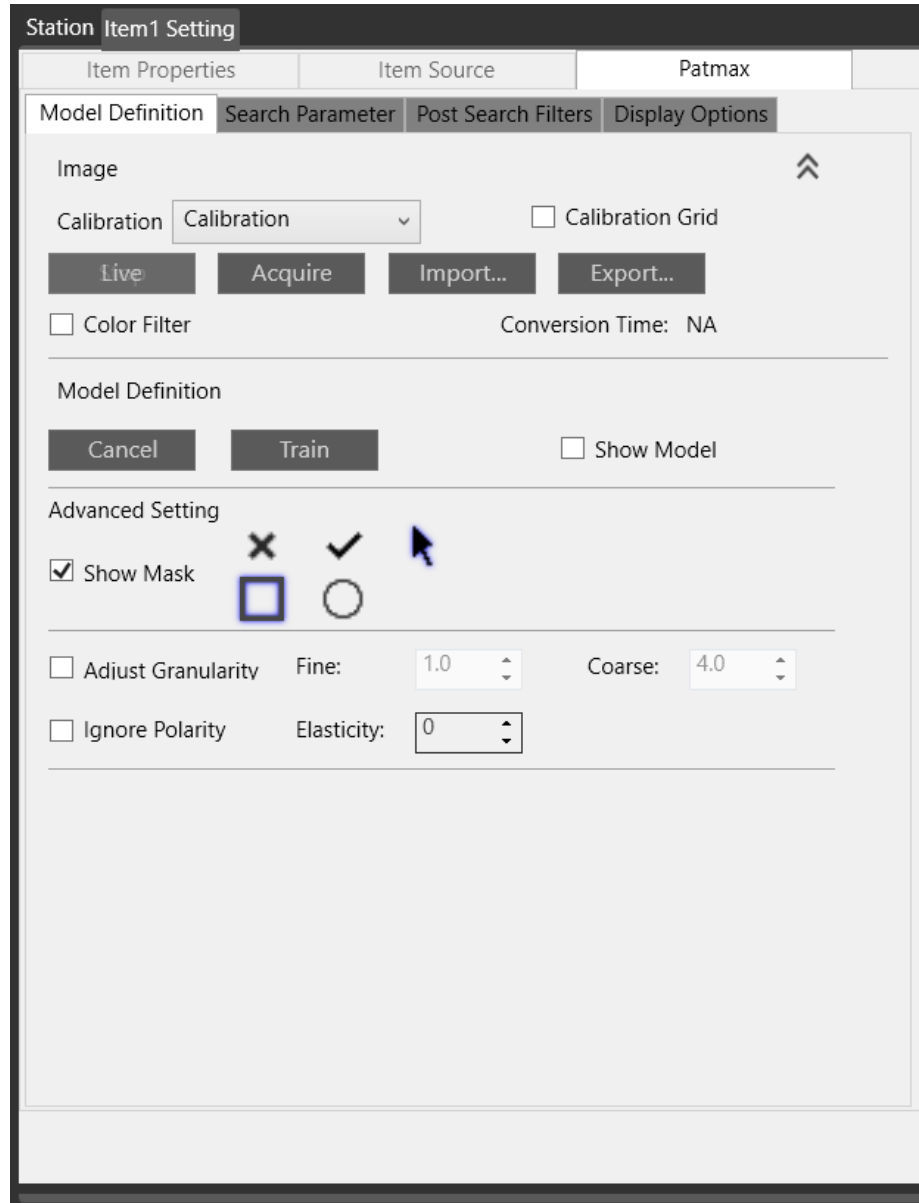 Station Item1 Setting
Item Properties Item Source Patmax
Model Definition Search Parameter Post Search Filters Display Options
Image
Calibration Calibration Calibration Grid
Live Acquire Import... Export...
Color Filter Conversion Time: NA
Model Definition
Cancel Train Show Model
Advanced Setting
Show Mask
Adjust Granularity Fine: 1.0 Coarse: 4.0
Ignore Polarity Elasticity: 0